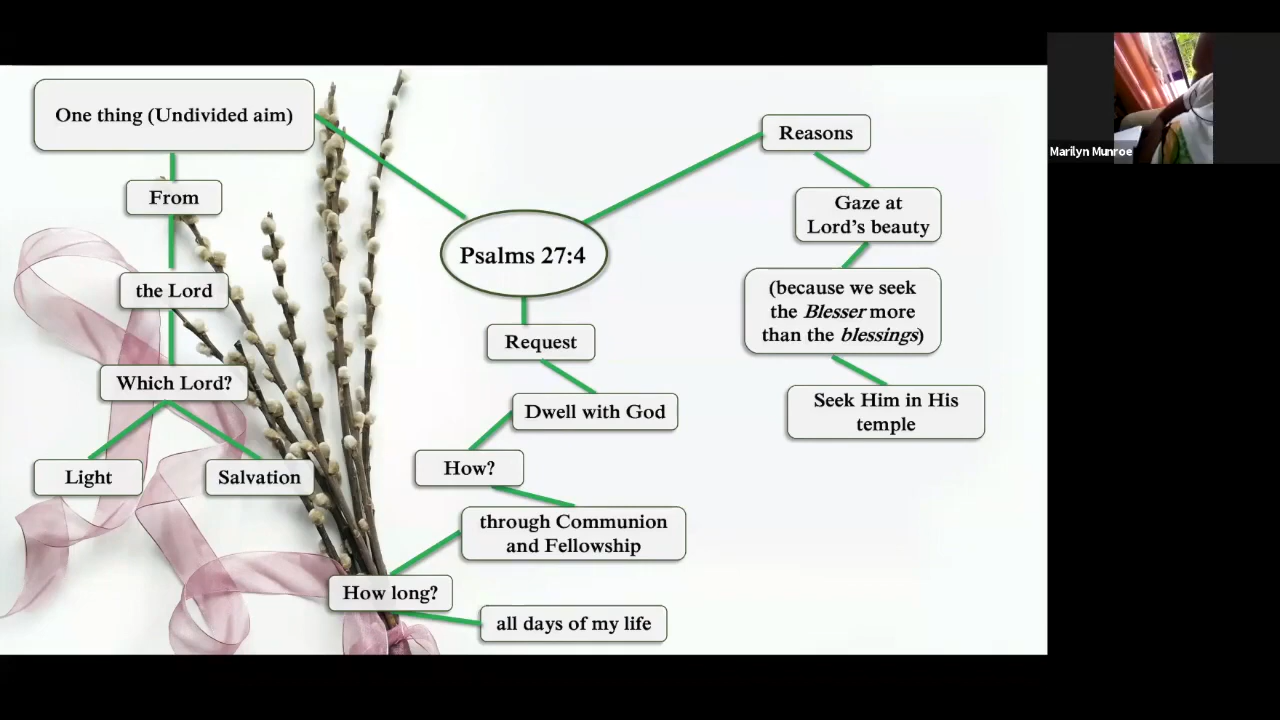 One thing (Undivided aim)
From
the Lord
Which Lord?
Light
Salvation
Psalms 27:4
Request
Dwell with God
How?
through Communion
and Fellowship
How long?
all days of my life
Reasons
Gaze at
Lord's beauty
(because we seek
the Blesser more
than the blessings)
Seek Him in His
temple
Marilyn Munroe